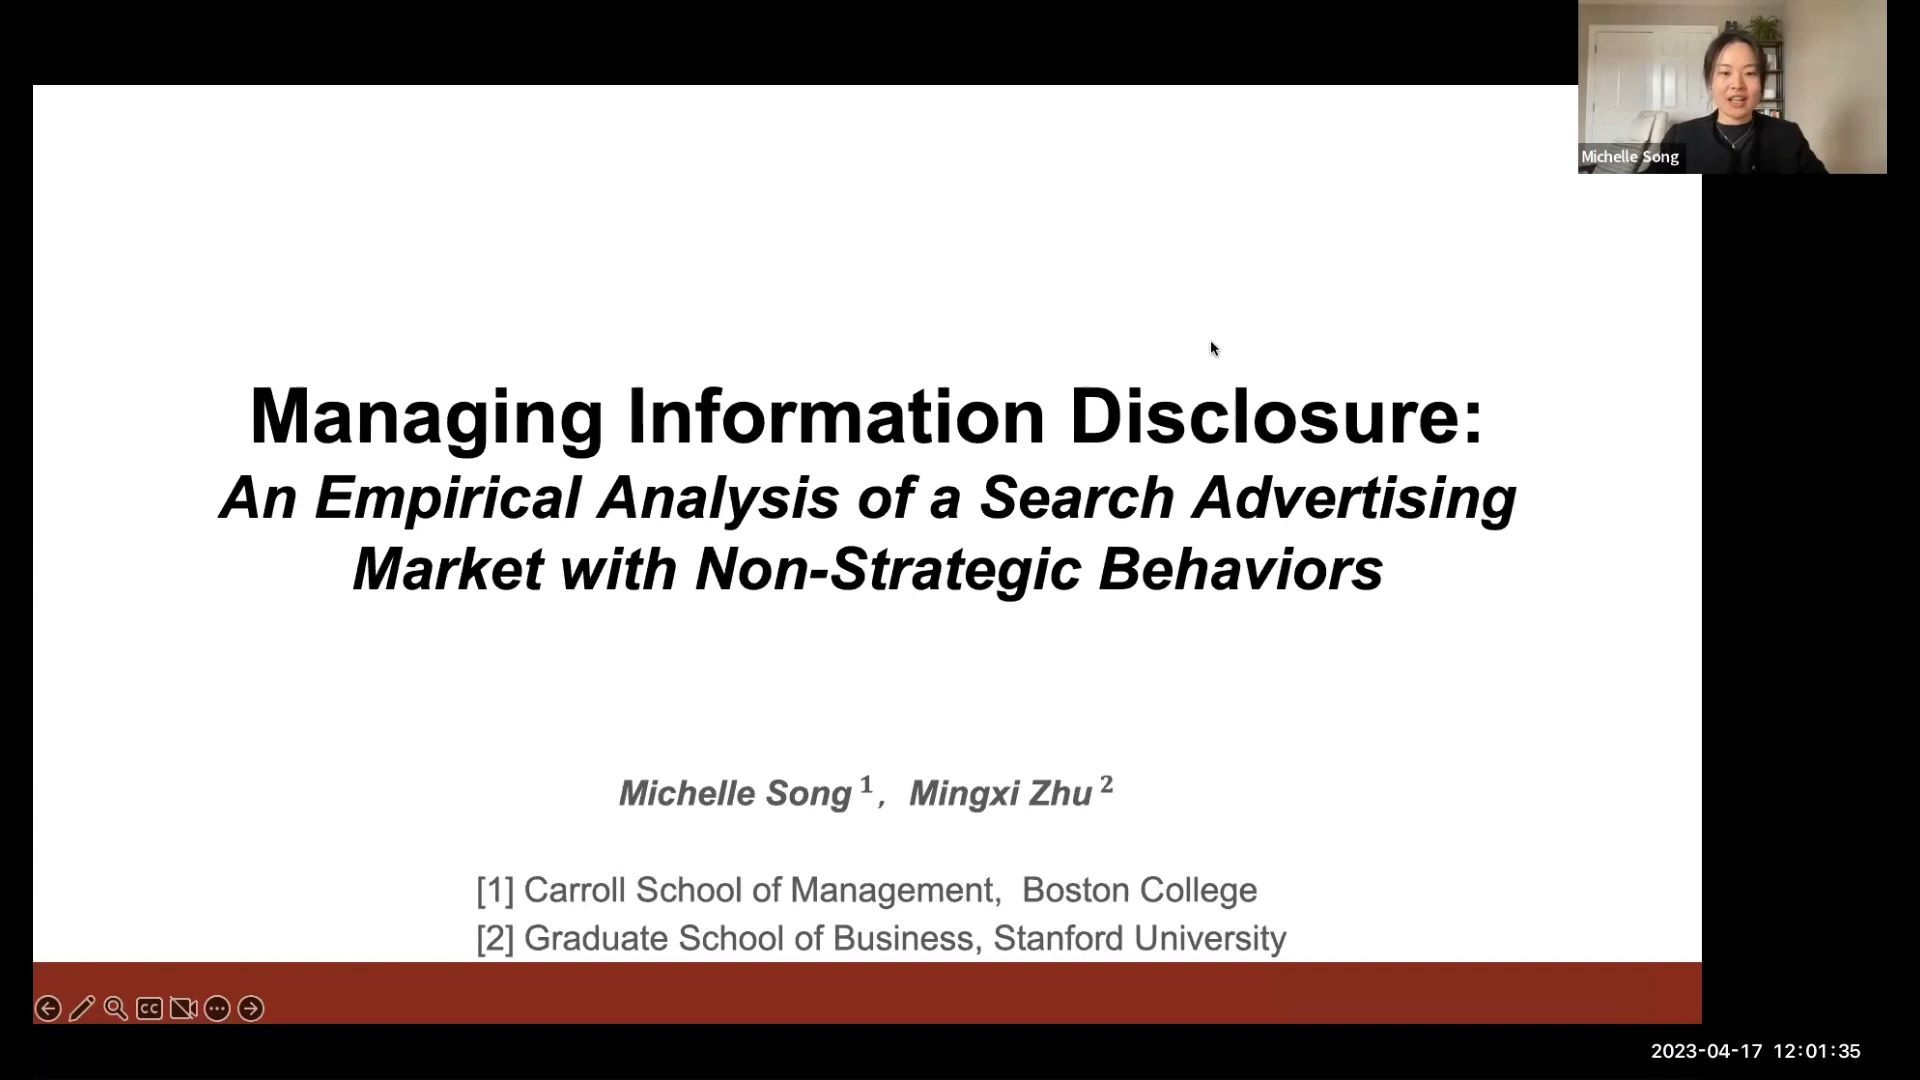 Michelle Song
Managing Information Disclosure:
An Empirical Analysis of a Search Advertising
Market with Non-Strategic Behaviors
Michelle Song 1, Mingxi Zhu 2
[1] Carroll School of Management, Boston College
[2] Graduate School of Business, Stanford University
CC
2023-04-17 12:01:35